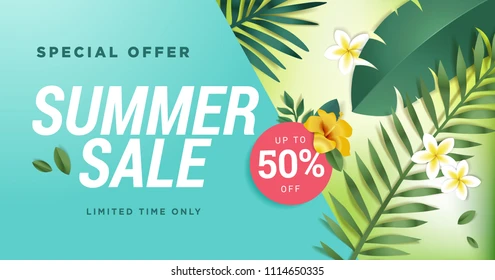 SPECIAL OFFER
SUMMER
SALE
UP TO
50%
OFF
LIMITED TIME ONLY
shutterstock.com · 1114650335